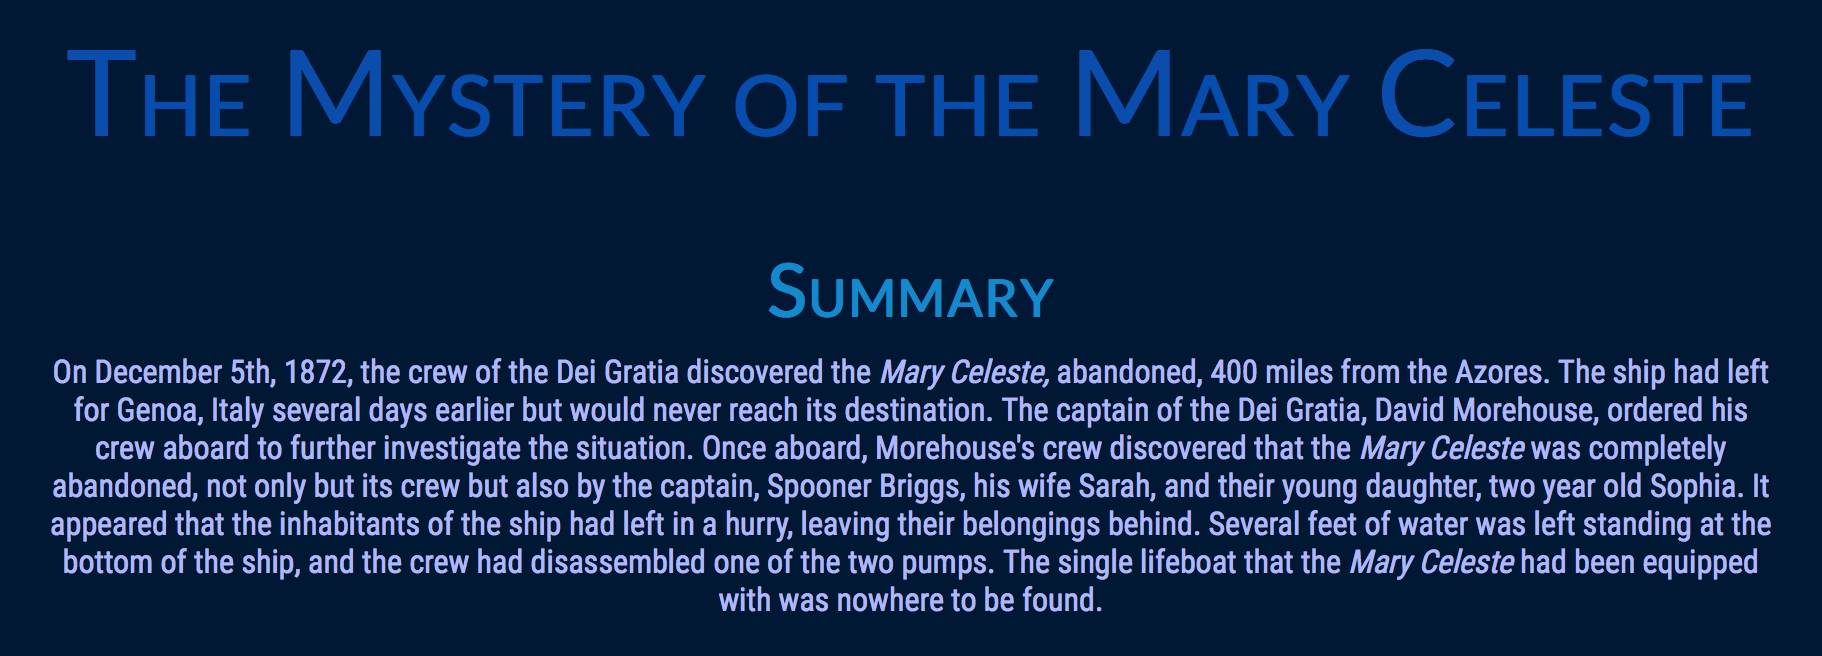 The Mystery of the Mary Celeste
Summary
On December 5th, 1872, the crew of the Dei Gratia discovered the Mary Celeste, abandoned, 400 miles from the Azores. The ship had left
for Genoa, Italy several days earlier but would never reach its destination. The captain of the Dei Gratia, David Morehouse, ordered his
crew aboard to further investigate the situation. Once aboard, Morehouse's crew discovered that the Mary Celeste was completely
abandoned, not only but its crew but also by the captain, Spooner Briggs, his wife Sarah, and their young daughter, two year old Sophia. It
appeared that the inhabitants of the ship had left in a hurry, leaving their belongings behind. Several feet of water was left standing at the
bottom of the ship, and the crew had disassembled one of the two pumps. The single lifeboat that the Mary Celeste had been equipped
with was nowhere to be found.